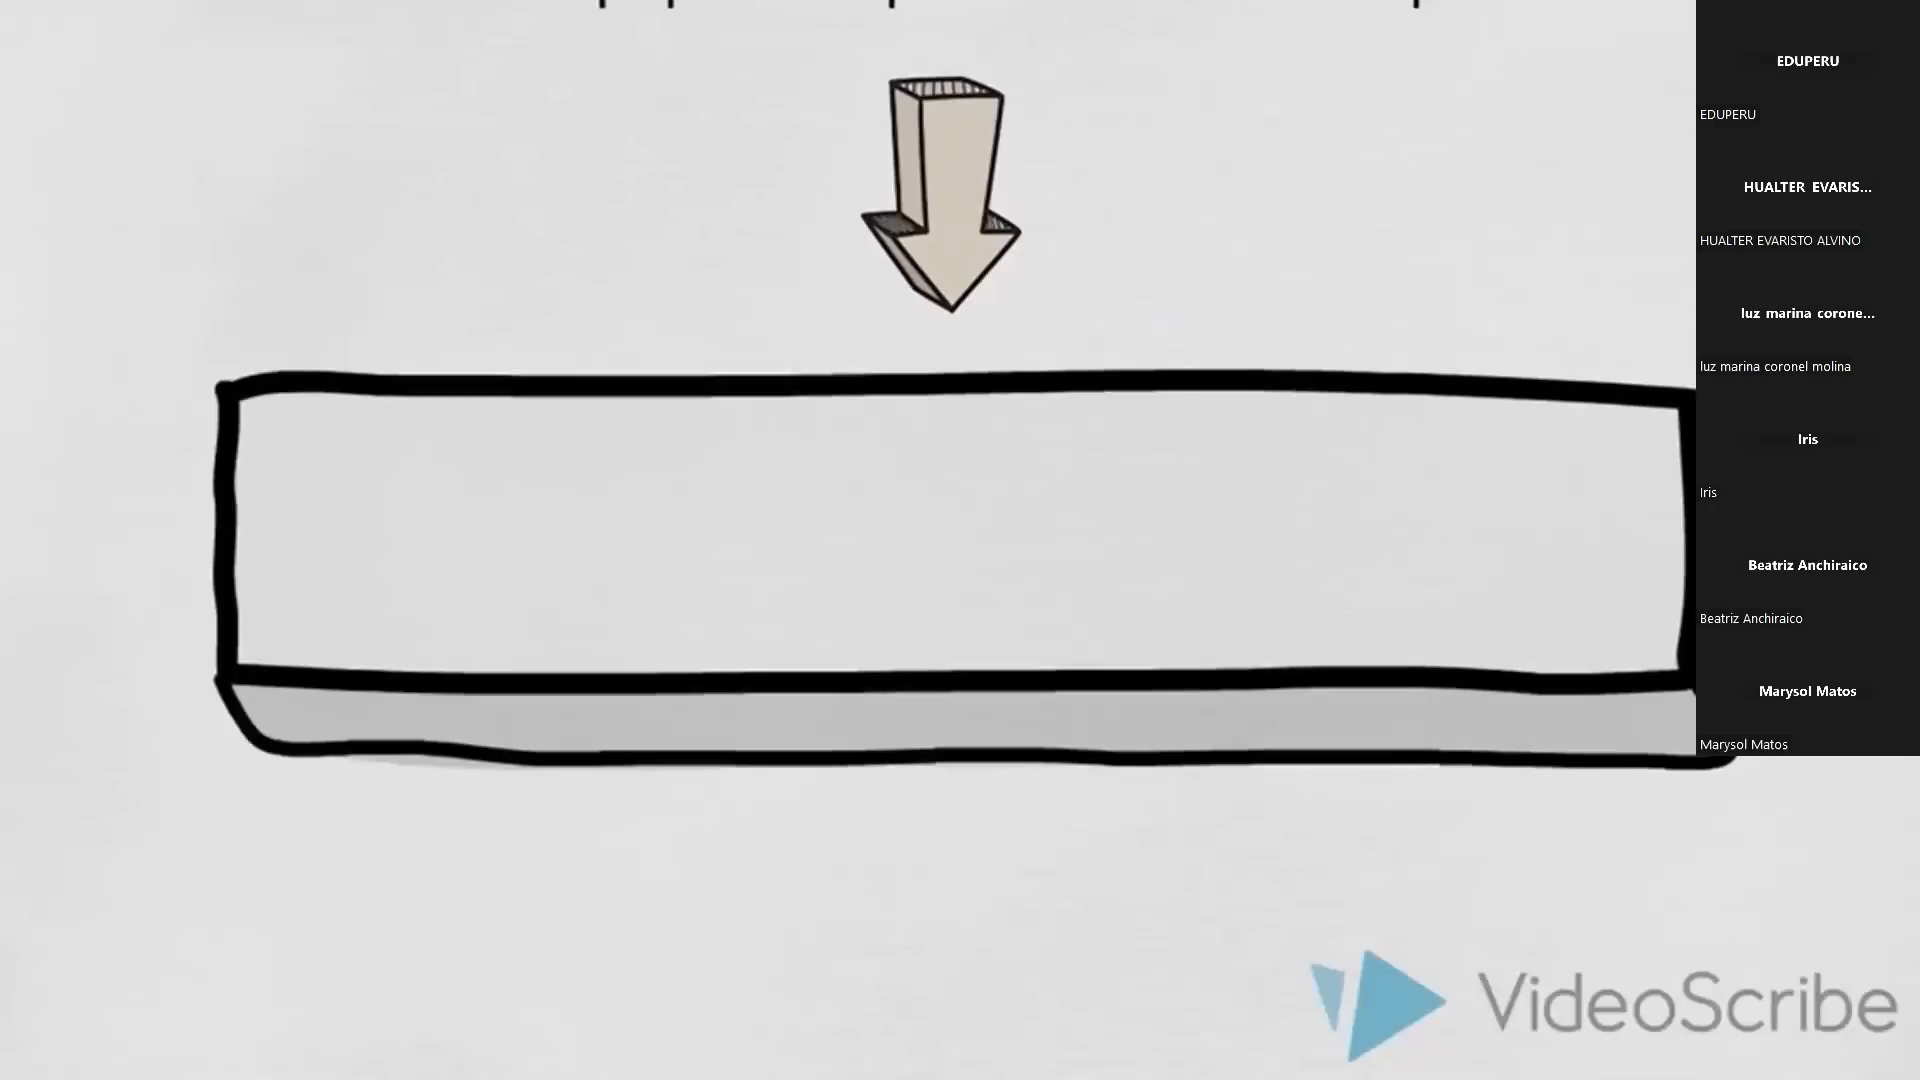 EDUPERU
EDUPERU
HUALTER EVARIS...
HUALTER EVARISTO ALVINO
luz marina corone...
luz marina coronel molina
Iris
Iris
Beatriz Anchiraico
Beatriz Anchiraico
Marysol Matos
Marysol Matos
VideoScribe